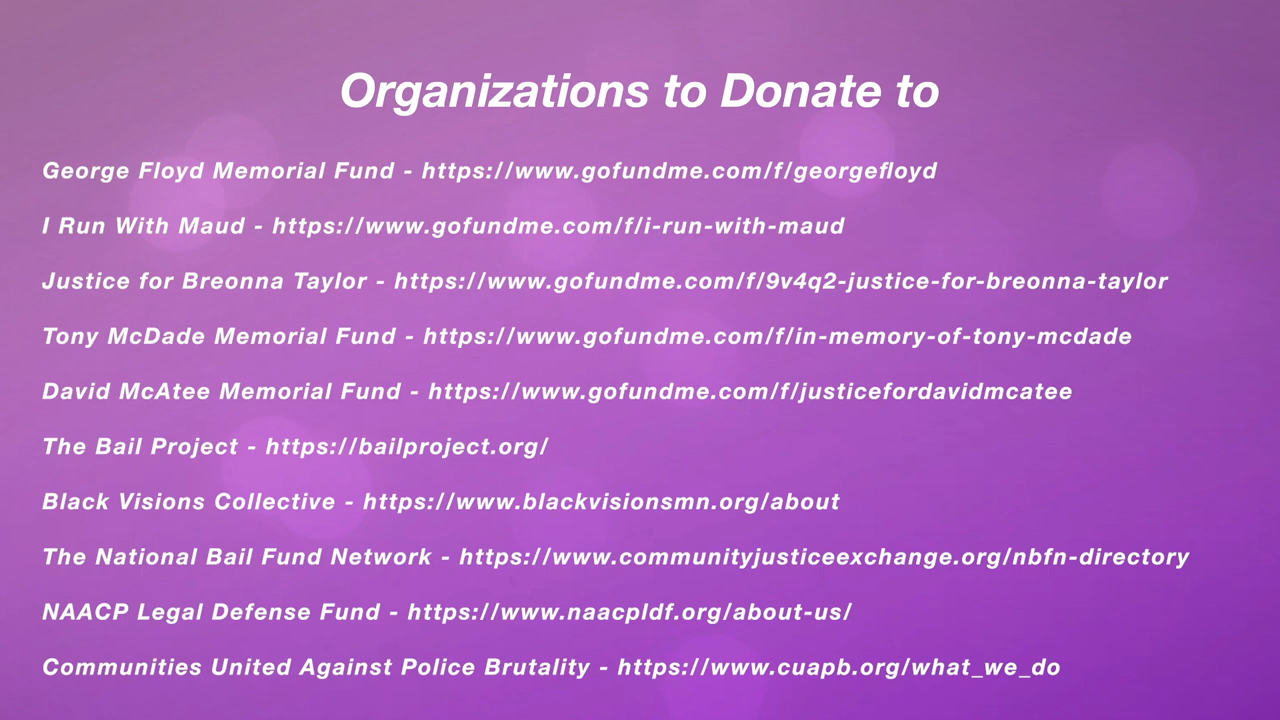 Organizations to Donate to
George Floyd Memorial Fund - https://www.gofundme.com/f/georgefloyd
I Run With Maud - https://www.gofundme.com/f/i-run-with-maud
Justice for Breonna Taylor - https://www.gofundme.com/f/9v4q2-justice-for-breonna-taylor
Tony McDade Memorial Fund - https://www.gofundme.com/f/in-memory-of-tony-mcdade
David McAtee Memorial Fund - https://www.gofundme.com/f/justicefordavidmcatee
The Bail Project - https://bailproject.org/
Black Visions Collective - https://www.blackvisionsmn.org/about
The National Bail Fund Network - https://www.communityjusticeexchange.org/nbfn-directory
NAACP Legal Defense Fund - https://www.naacpldf.org/about-us/
Communities United Against Police Brutality - https://www.cuapb.org/what_we_do